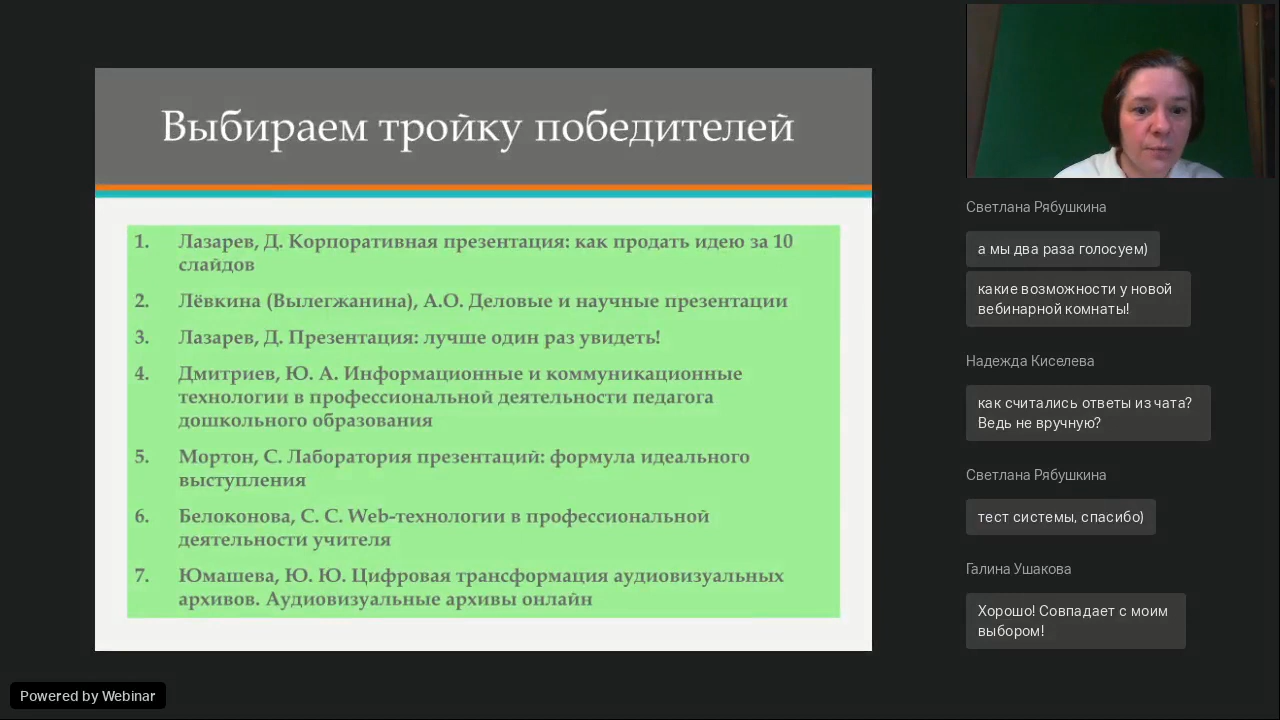 Выбираем тройку победителей
1. Лазарев, Д. Корпоративная презентация: как продать идею за 10
слайдов
2. Лёвкина (Вылегжанина), А.О. Деловые и научные презентации
3. Лазарев, Д. Презентация: лучше один раз увидеть!
4. Дмитриев, Ю. А. Информационные и коммуникационные
технологии в профессиональной деятельности педагога
дошкольного образования
5. Мортон, С. Лаборатория презентаций: формула идеального
выступления
6. Белоконова, С. С. Web-технологии в профессиональной
деятельности учителя
7. Юмашева, Ю. Ю. Цифровая трансформация аудиовизуальных
архивов. Аудиовизуальные архивы онлайн
Светлана Рябушкина
а мы два раза голосуем)
какие возможности у новой
вебинарной комнаты!
Надежда Киселева
как считались ответы из чата?
Ведь не вручную?
Светлана Рябушкина
тест системы, спасибо)
Галина Ушакова
Хорошо! Совпадает с моим
выбором!
Powered by Webinar